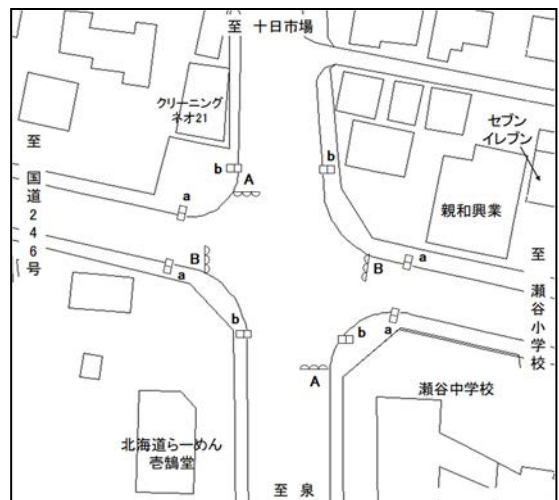 至 十日市場
クリーニング
ネオ21
セブン
イレブン
至 国道246号
親和興業
至 瀬谷小学校
b
A
a
b
B
a
b
B
a
a
b
A
瀬谷中学校
北海道らーめん
壱鵠堂
至 泉